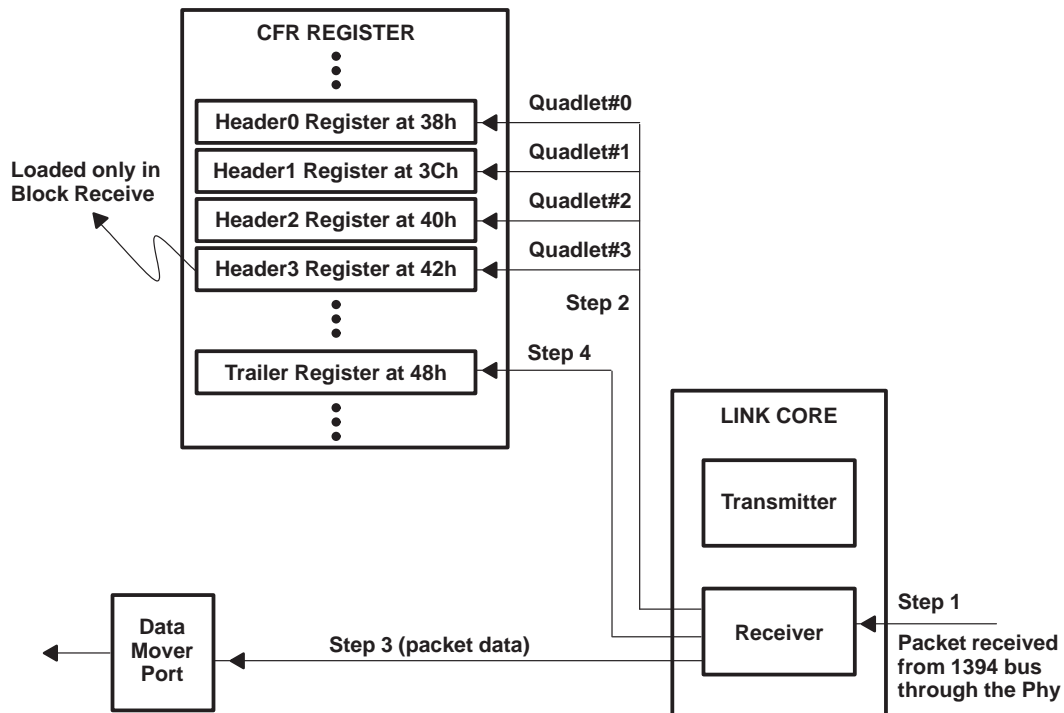 CFR REGISTER
Header0 Register at 38h
Header1 Register at 3Ch
Header2 Register at 40h
Header3 Register at 42h
Trailer Register at 48h
Loaded only in
Block Receive
Quadlet#0
Quadlet#1
Quadlet#2
Quadlet#3
Step 2
Step 4
LINK CORE
Transmitter
Receiver
Step 1
Packet received
from 1394 bus
through the Phy
Step 3 (packet data)
Data
Mover
Port